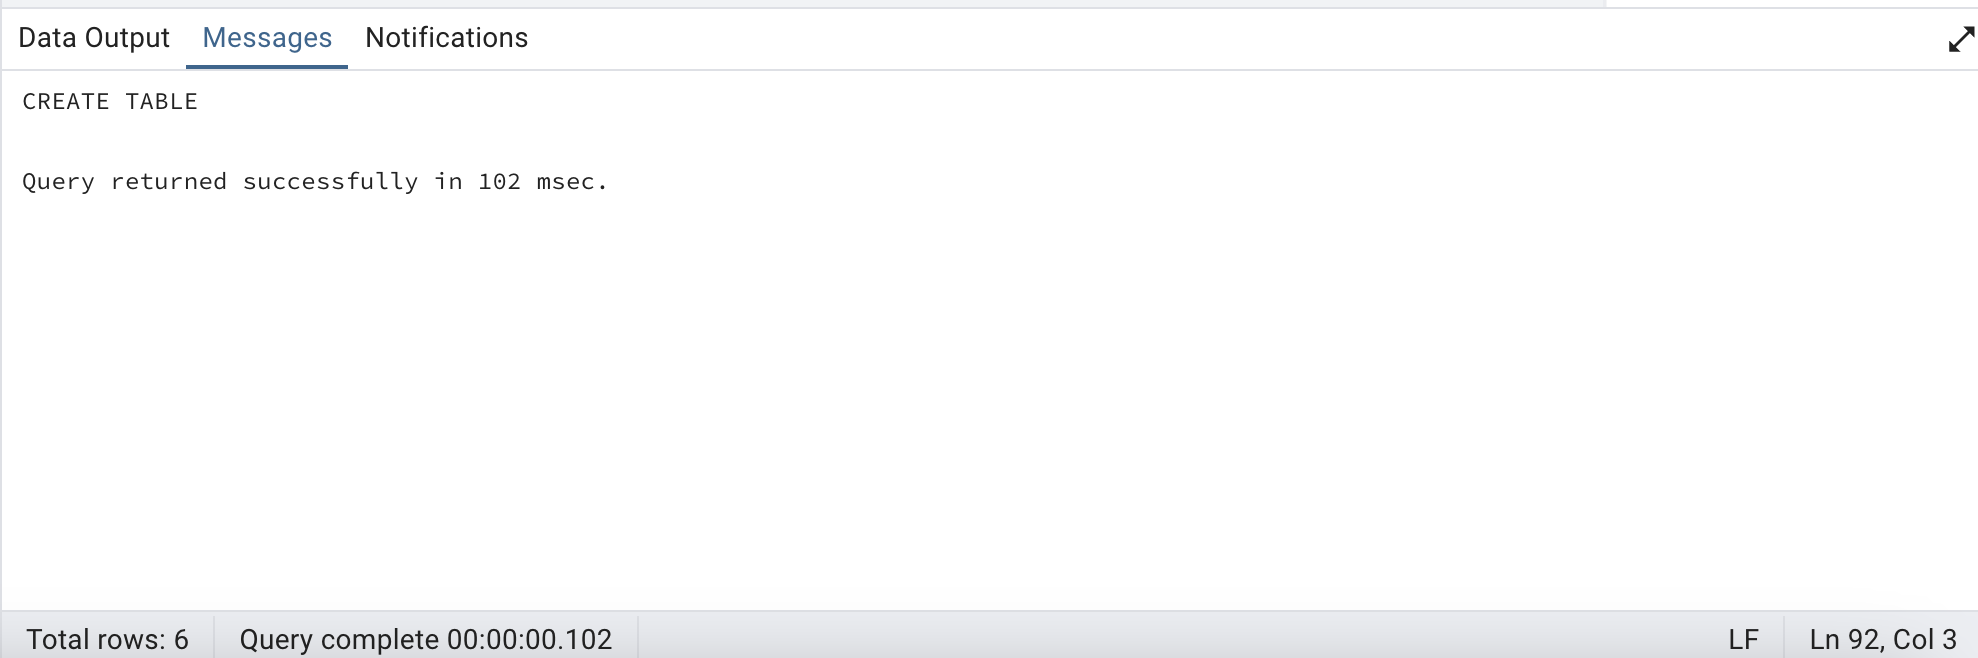 Data Output Messages Notifications
CREATE TABLE
Query returned successfully in 102 msec.
Total rows: 6 Query complete 00:00:00.102 LF Ln 92, Col 3